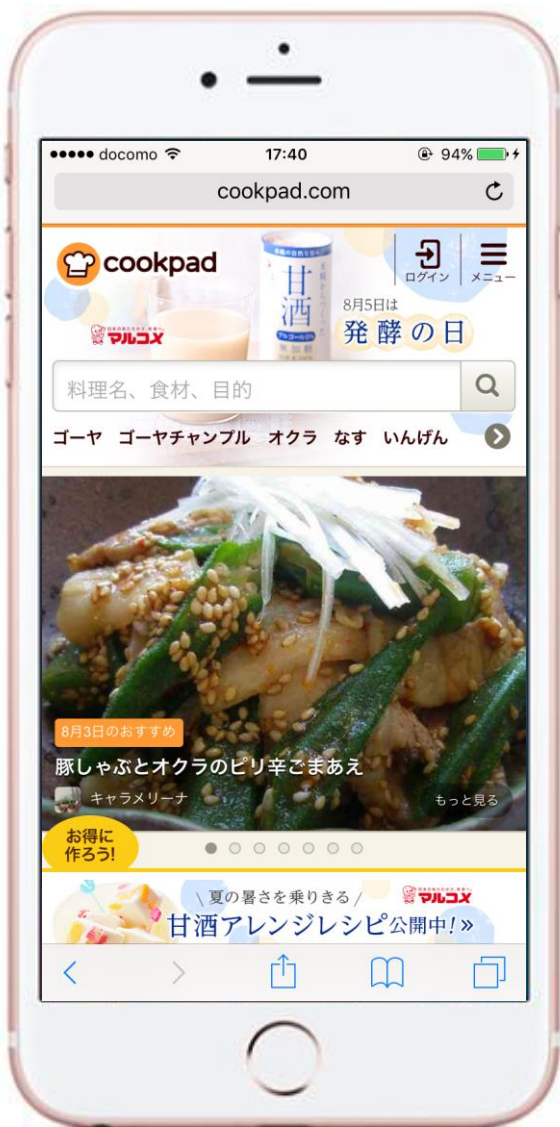 docomo 17:40 94%
cookpad.com
cookpad
ログイン
メニュー
甘酒
8月5日は
発酵の日
マルコメ
料理名、食材、目的
ゴーヤ ゴーヤチャンプル オクラ なす いんげん
8月3日のおすすめ
豚しゃぶとオクラのピリ辛ごまあえ
キャラメリーナ
もっと見る
お得に
作ろう!
夏の暑さを乗りきる
マルコメ
甘酒アレンジレシピ公開中!»